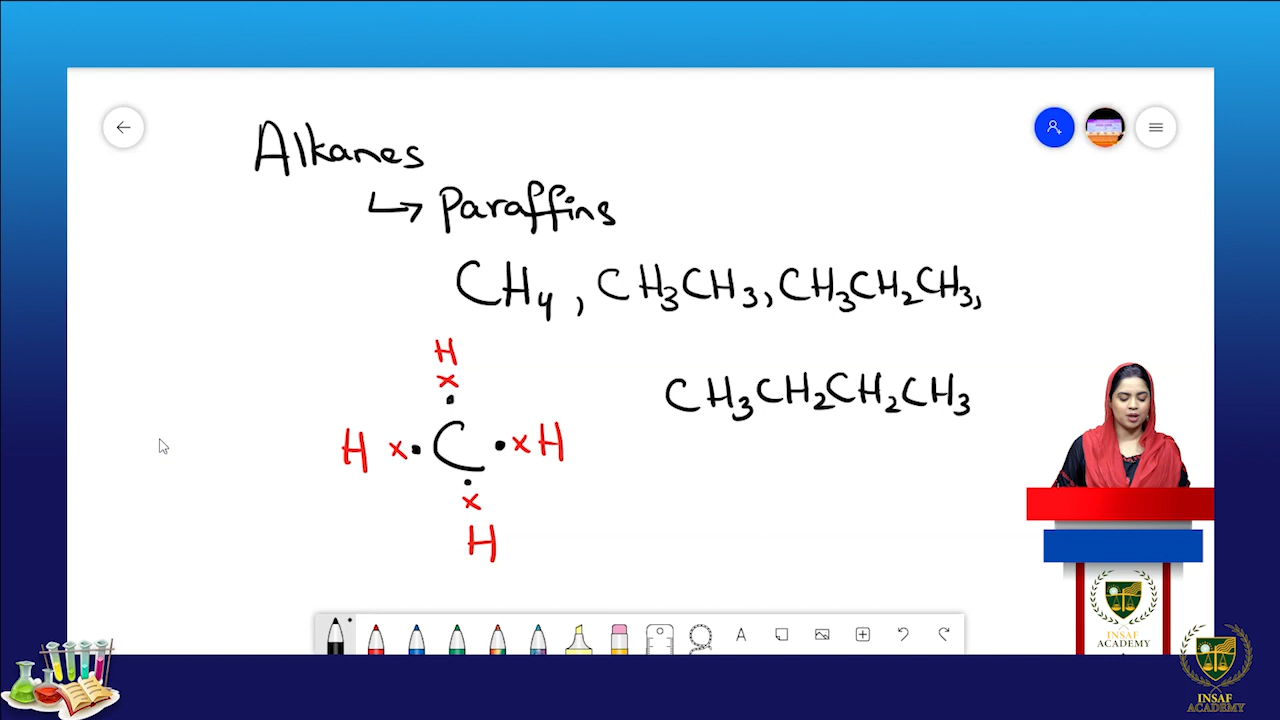 Alkanes
↳ Paraffins
CH₄, CH₃CH₃, CH₃CH₂CH₃,
CH₃CH₂CH₂CH₃
H
x
•
H x • C • x H
•
x
H
A
INSAF
ACADEMY
INSAF
ACADEMY